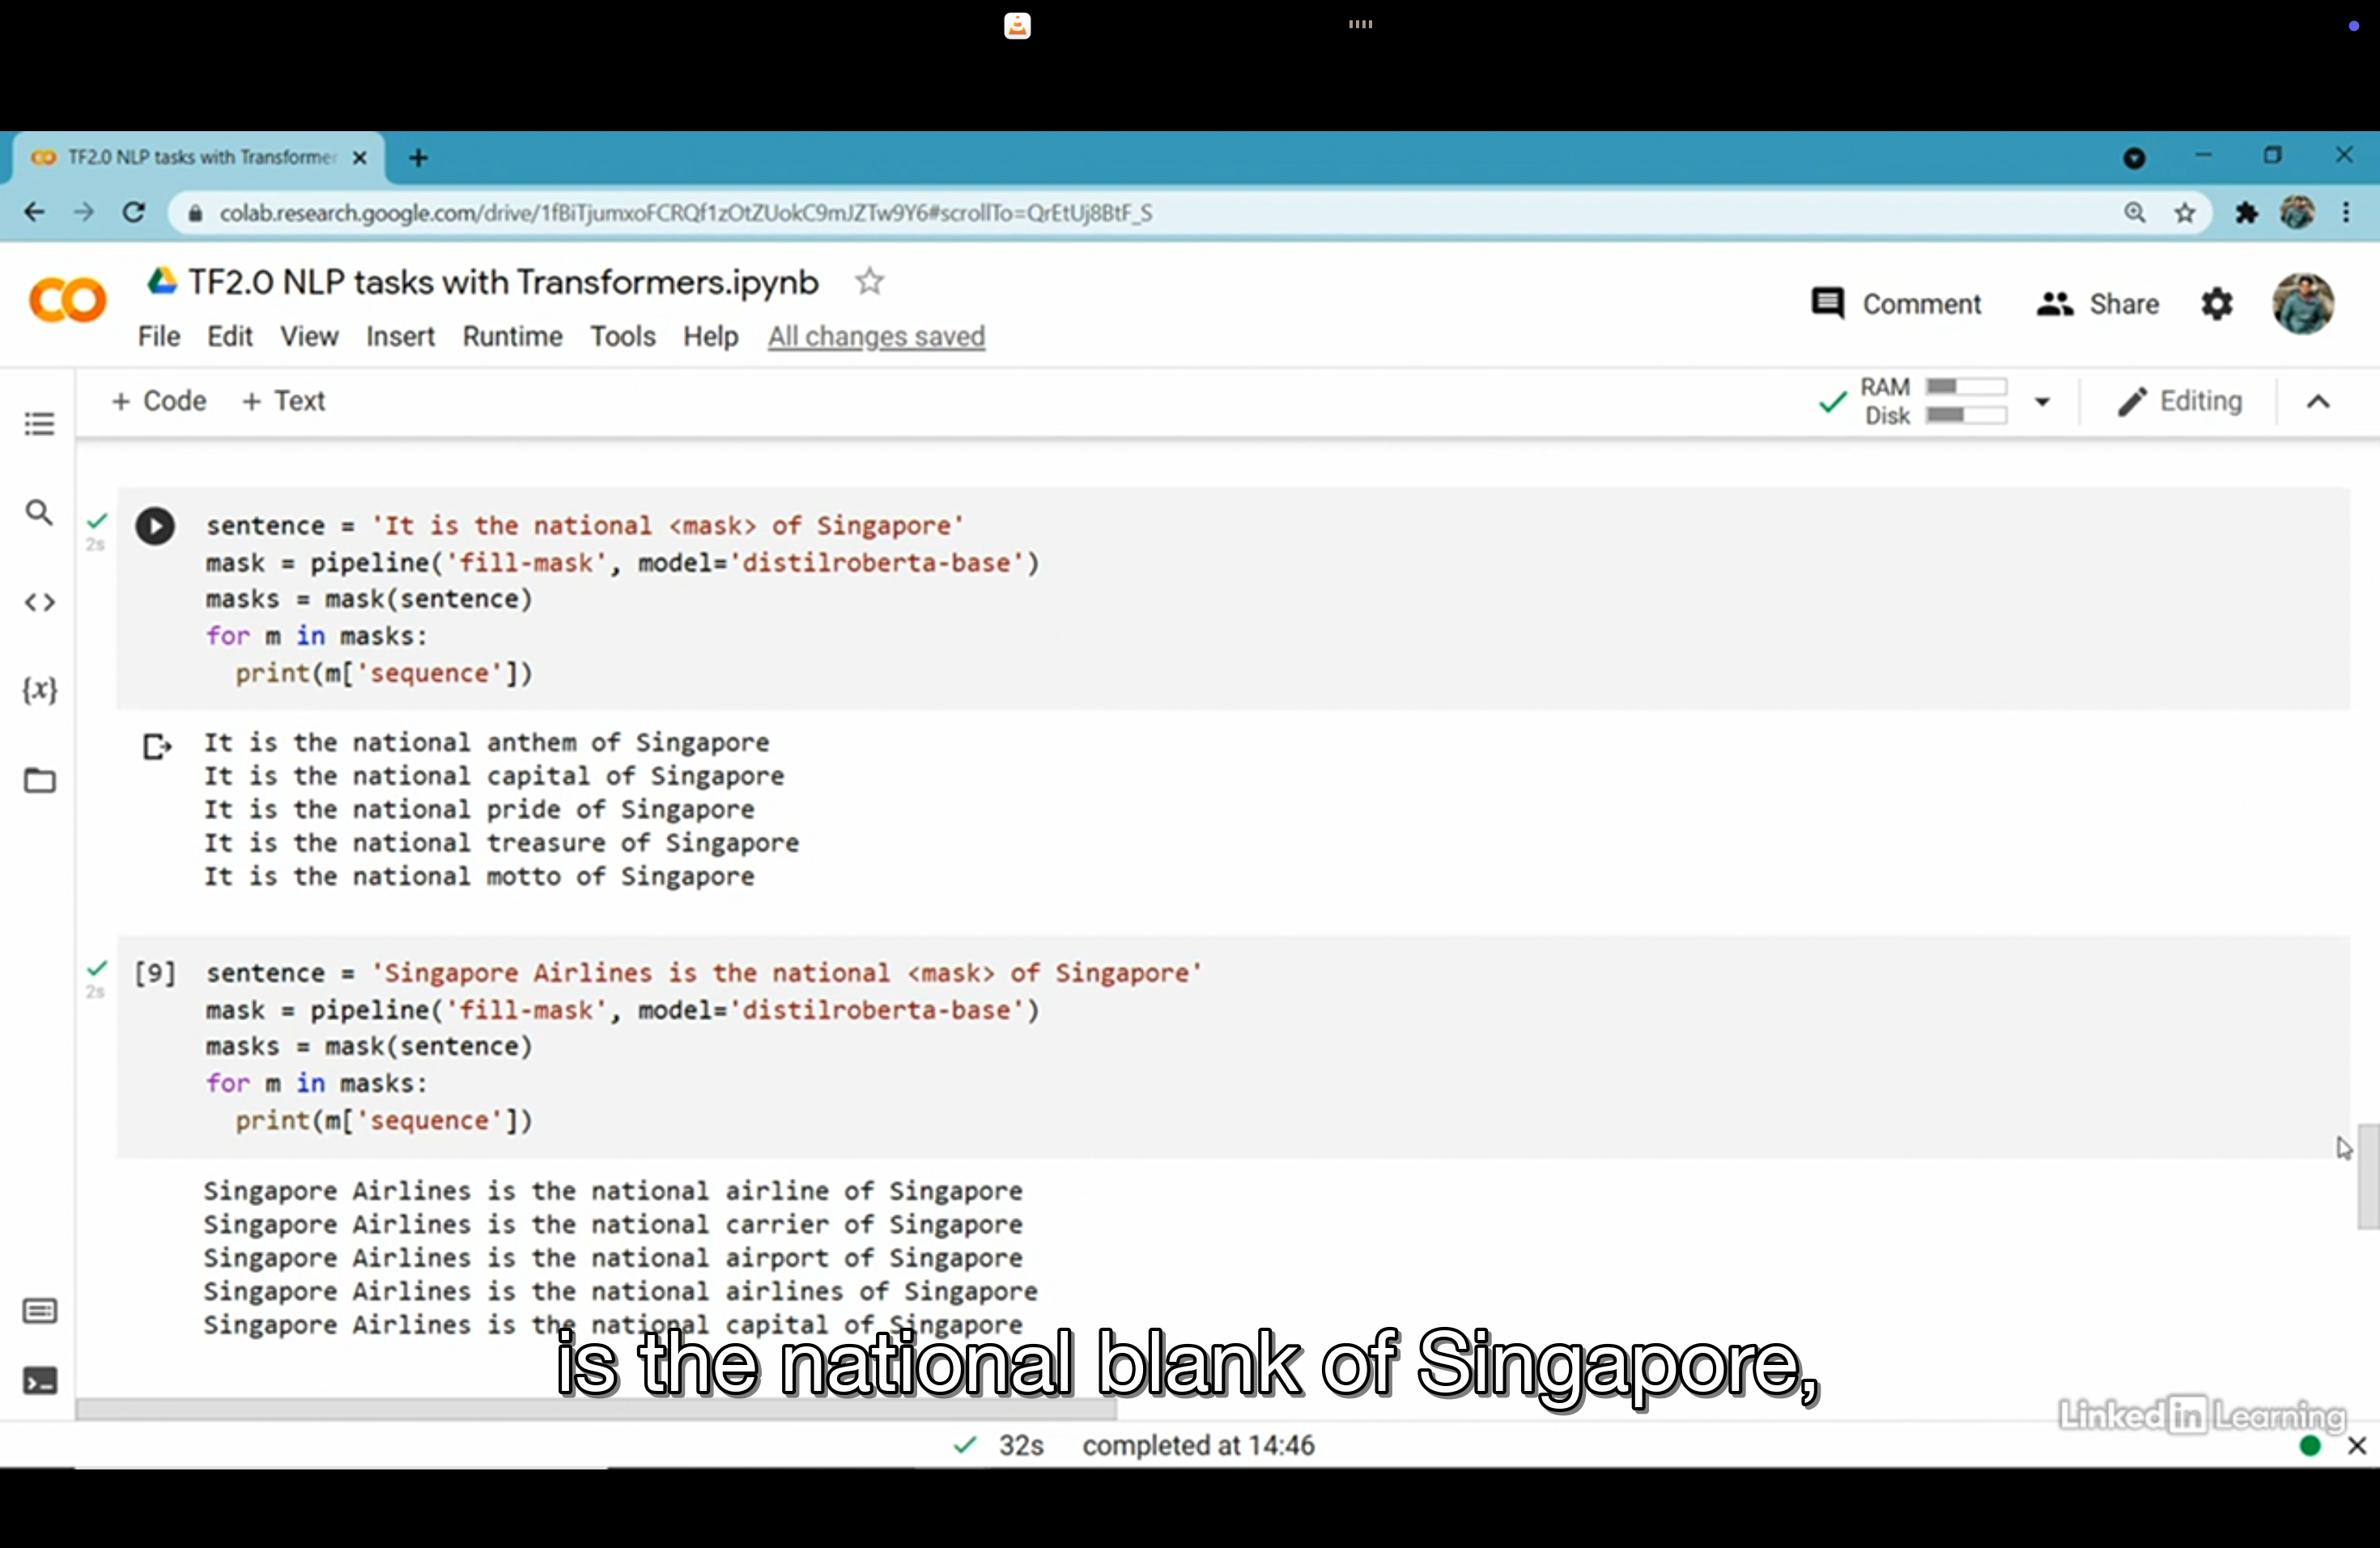 TF2.0 NLP tasks with Transformer
colab.research.google.com/drive/1fBiTjumxoFCRQf1zOtZUokC9mJZTw9Y6#scrollTo=QrEtUj8BtF_S
TF2.0 NLP tasks with Transformers.ipynb
Comment Share
File Edit View Insert Runtime Tools Help All changes saved
+ Code + Text
RAM
Disk
Editing
sentence = 'It is the national <mask> of Singapore'
2s
mask = pipeline('fill-mask', model='distilroberta-base')
masks = mask(sentence)
for m in masks:
print(m['sequence'])
It is the national anthem of Singapore
It is the national capital of Singapore
It is the national pride of Singapore
It is the national treasure of Singapore
It is the national motto of Singapore
[9] sentence = 'Singapore Airlines is the national <mask> of Singapore'
2s
mask = pipeline('fill-mask', model='distilroberta-base')
masks = mask(sentence)
for m in masks:
print(m['sequence'])
Singapore Airlines is the national airline of Singapore
Singapore Airlines is the national carrier of Singapore
Singapore Airlines is the national airport of Singapore
Singapore Airlines is the national airlines of Singapore
Singapore Airlines is the national capital of Singapore
is the national blank of Singapore,
LinkedIn Learning
32s completed at 14:46